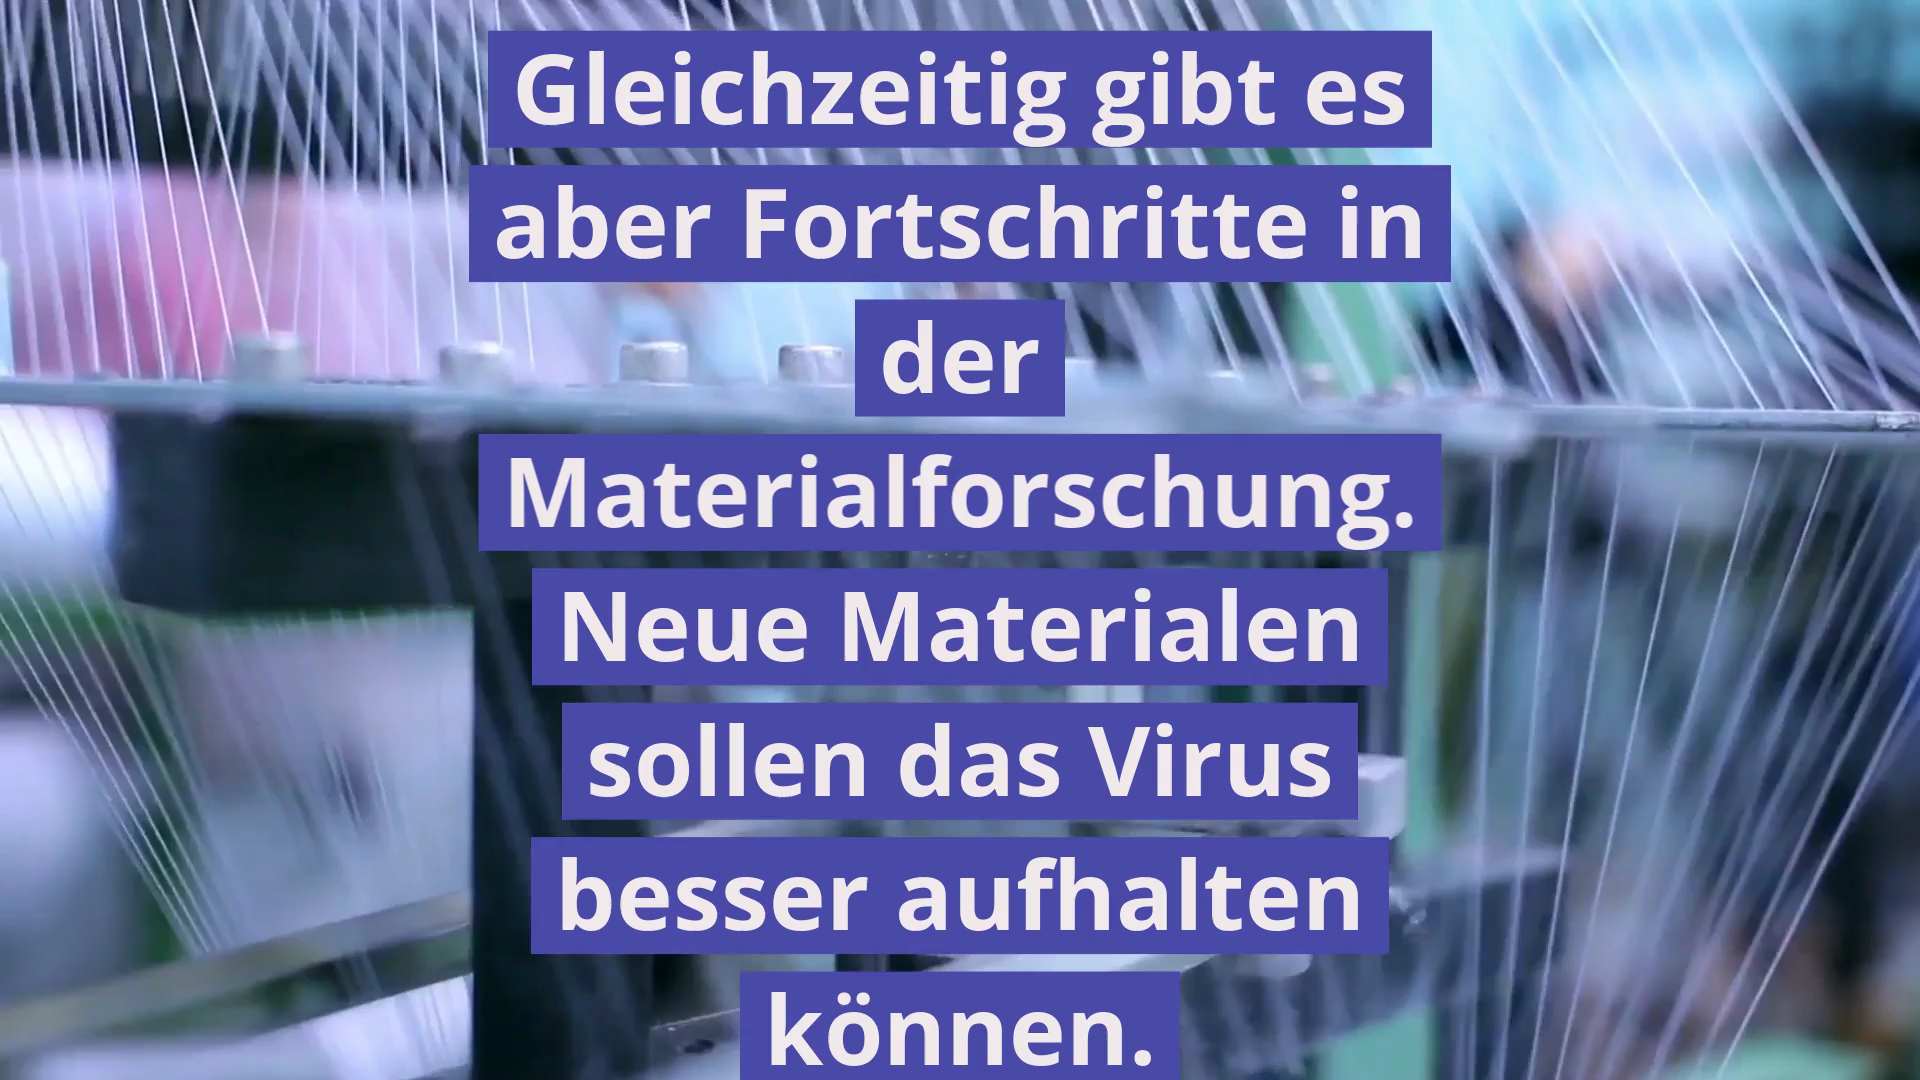 Gleichzeitig gibt es
aber Fortschritte in
der
Materialforschung.
Neue Materialen
sollen das Virus
besser aufhalten
können.